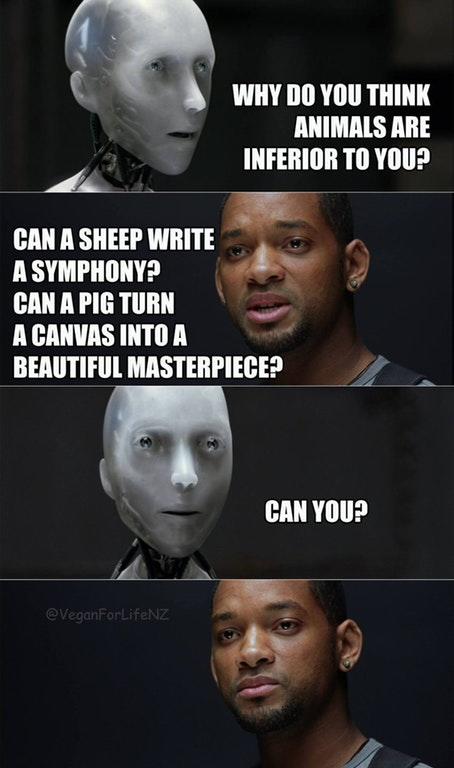 WHY DO YOU THINK
ANIMALS ARE
INFERIOR TO YOU?
CAN A SHEEP WRITE
A SYMPHONY?
CAN A PIG TURN
A CANVAS INTO A
BEAUTIFUL MASTERPIECE?
CAN YOU?
@VeganForLifeNZ